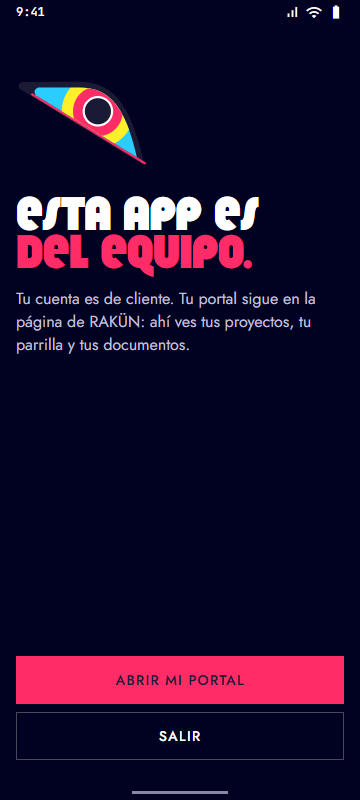 9:41
esta app es
del equipo.
Tu cuenta es de cliente. Tu portal sigue en la
página de RAKÜN: ahí ves tus proyectos, tu
parrilla y tus documentos.
ABRIR MI PORTAL
SALIR